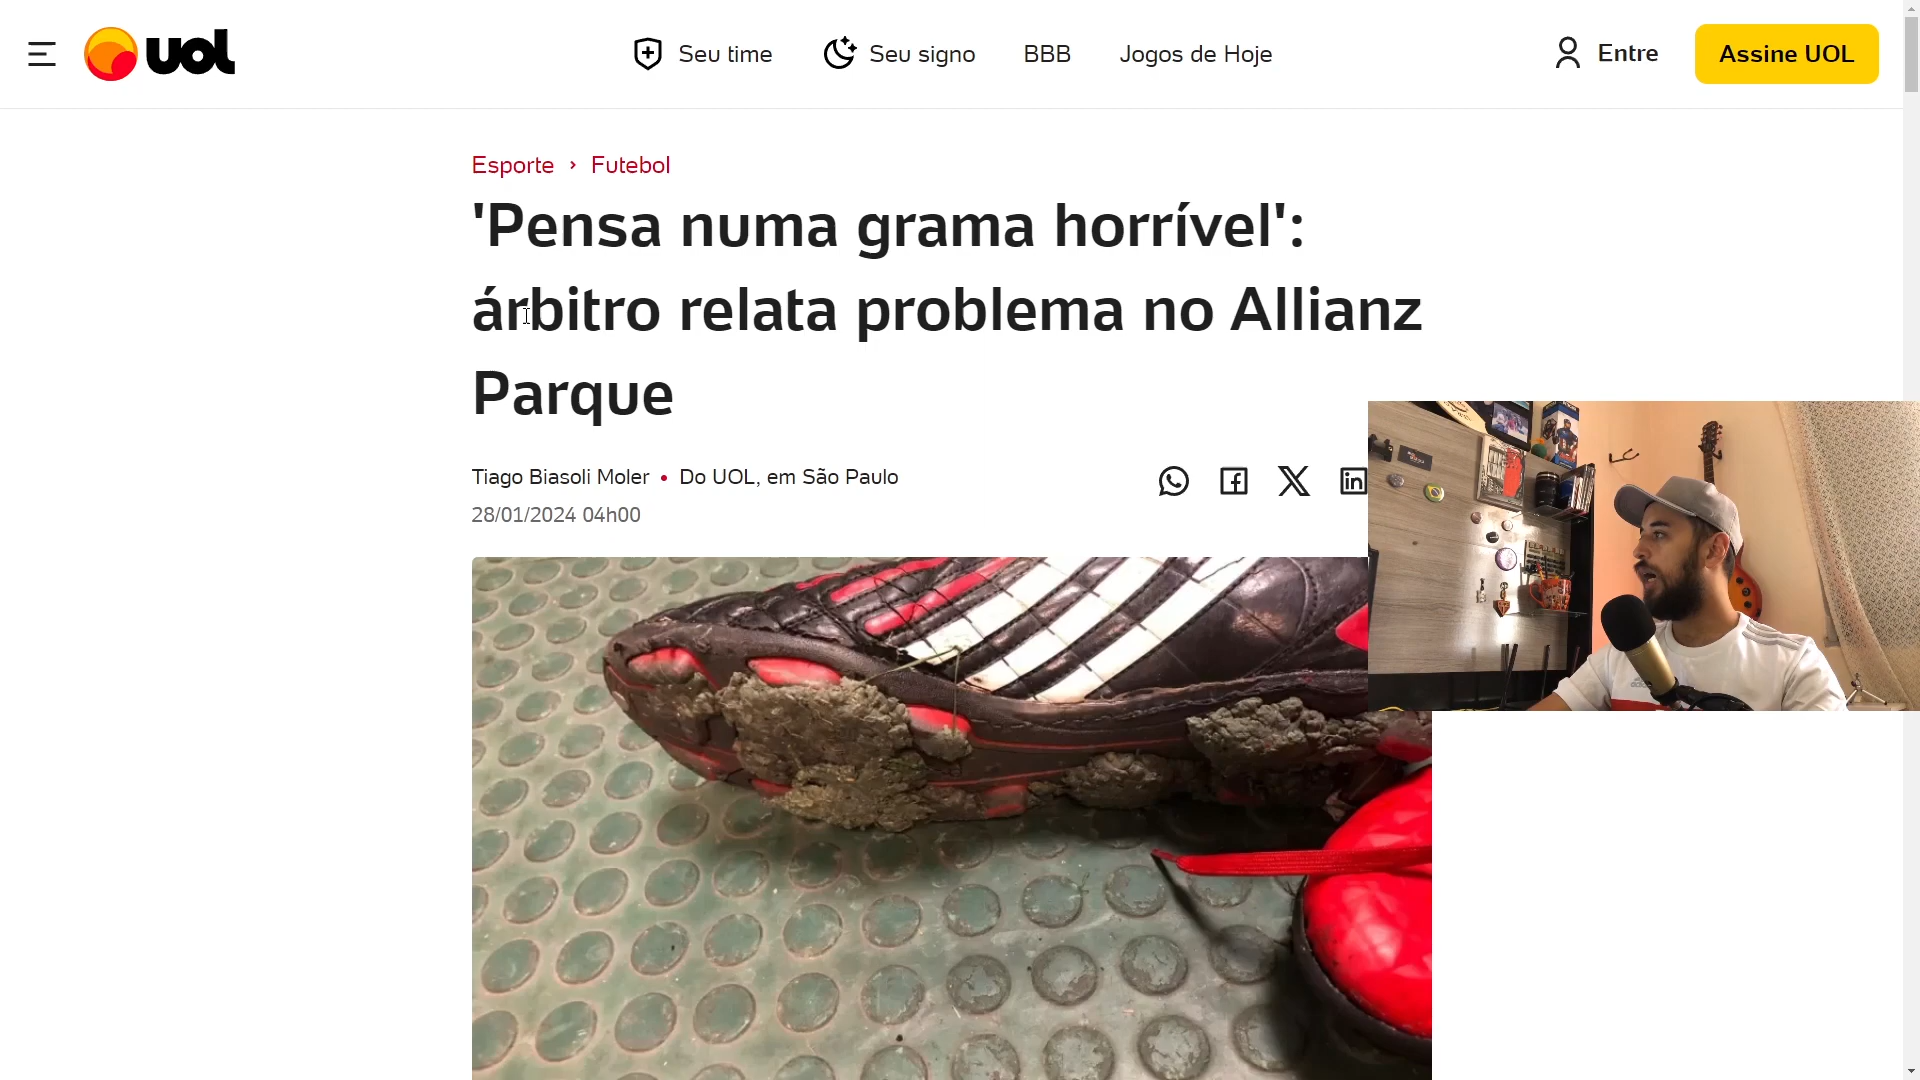 uol
Seu time
Seu signo
BBB
Jogos de Hoje
Entre
Assine UOL
Esporte › Futebol
'Pensa numa grama horrível':
árbitro relata problema no Allianz
Parque
Tiago Biasoli Moler • Do UOL, em São Paulo
28/01/2024 04h00